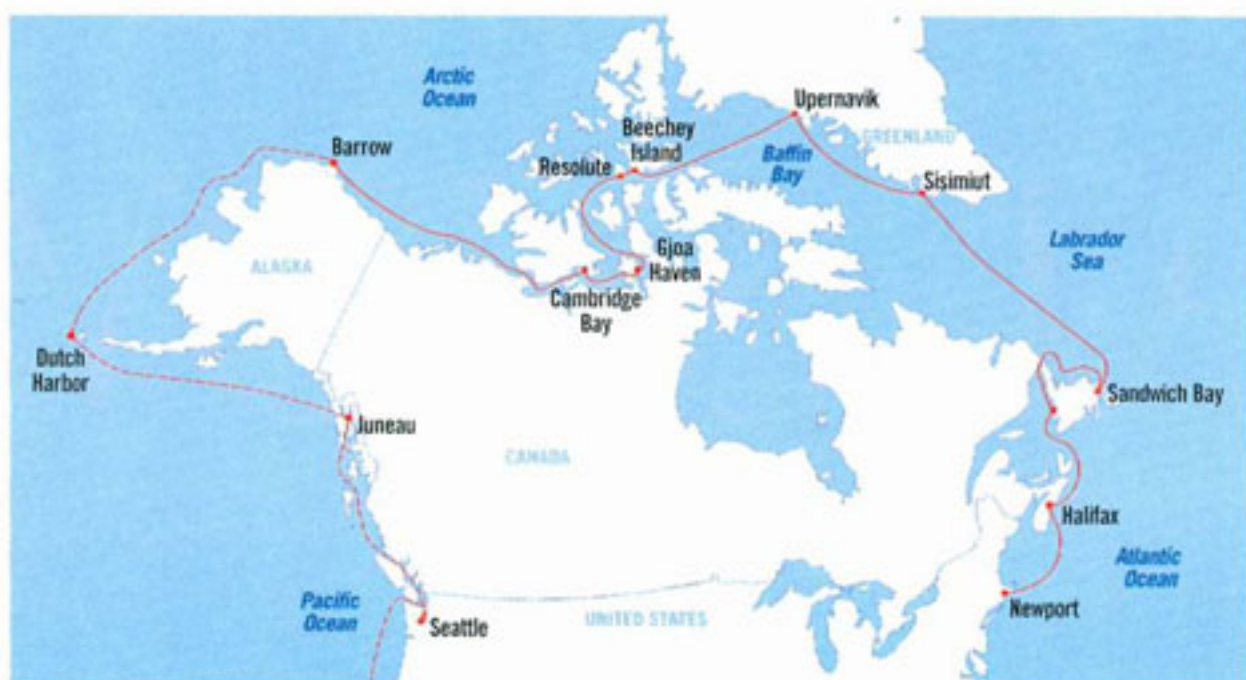 Arctic
Ocean
Upernavik
Beechey
Island
GREENLAND
Barrow
Baffin
Bay
Resolute
Sisimiut
Labrador
Sea
Gjoa
Haven
ALASKA
Cambridge
Bay
Dutch
Harbor
Sandwich Bay
Juneau
CANADA
Halifax
Atlantic
Ocean
Pacific
Ocean
Newport
UNITED STATES
Seattle